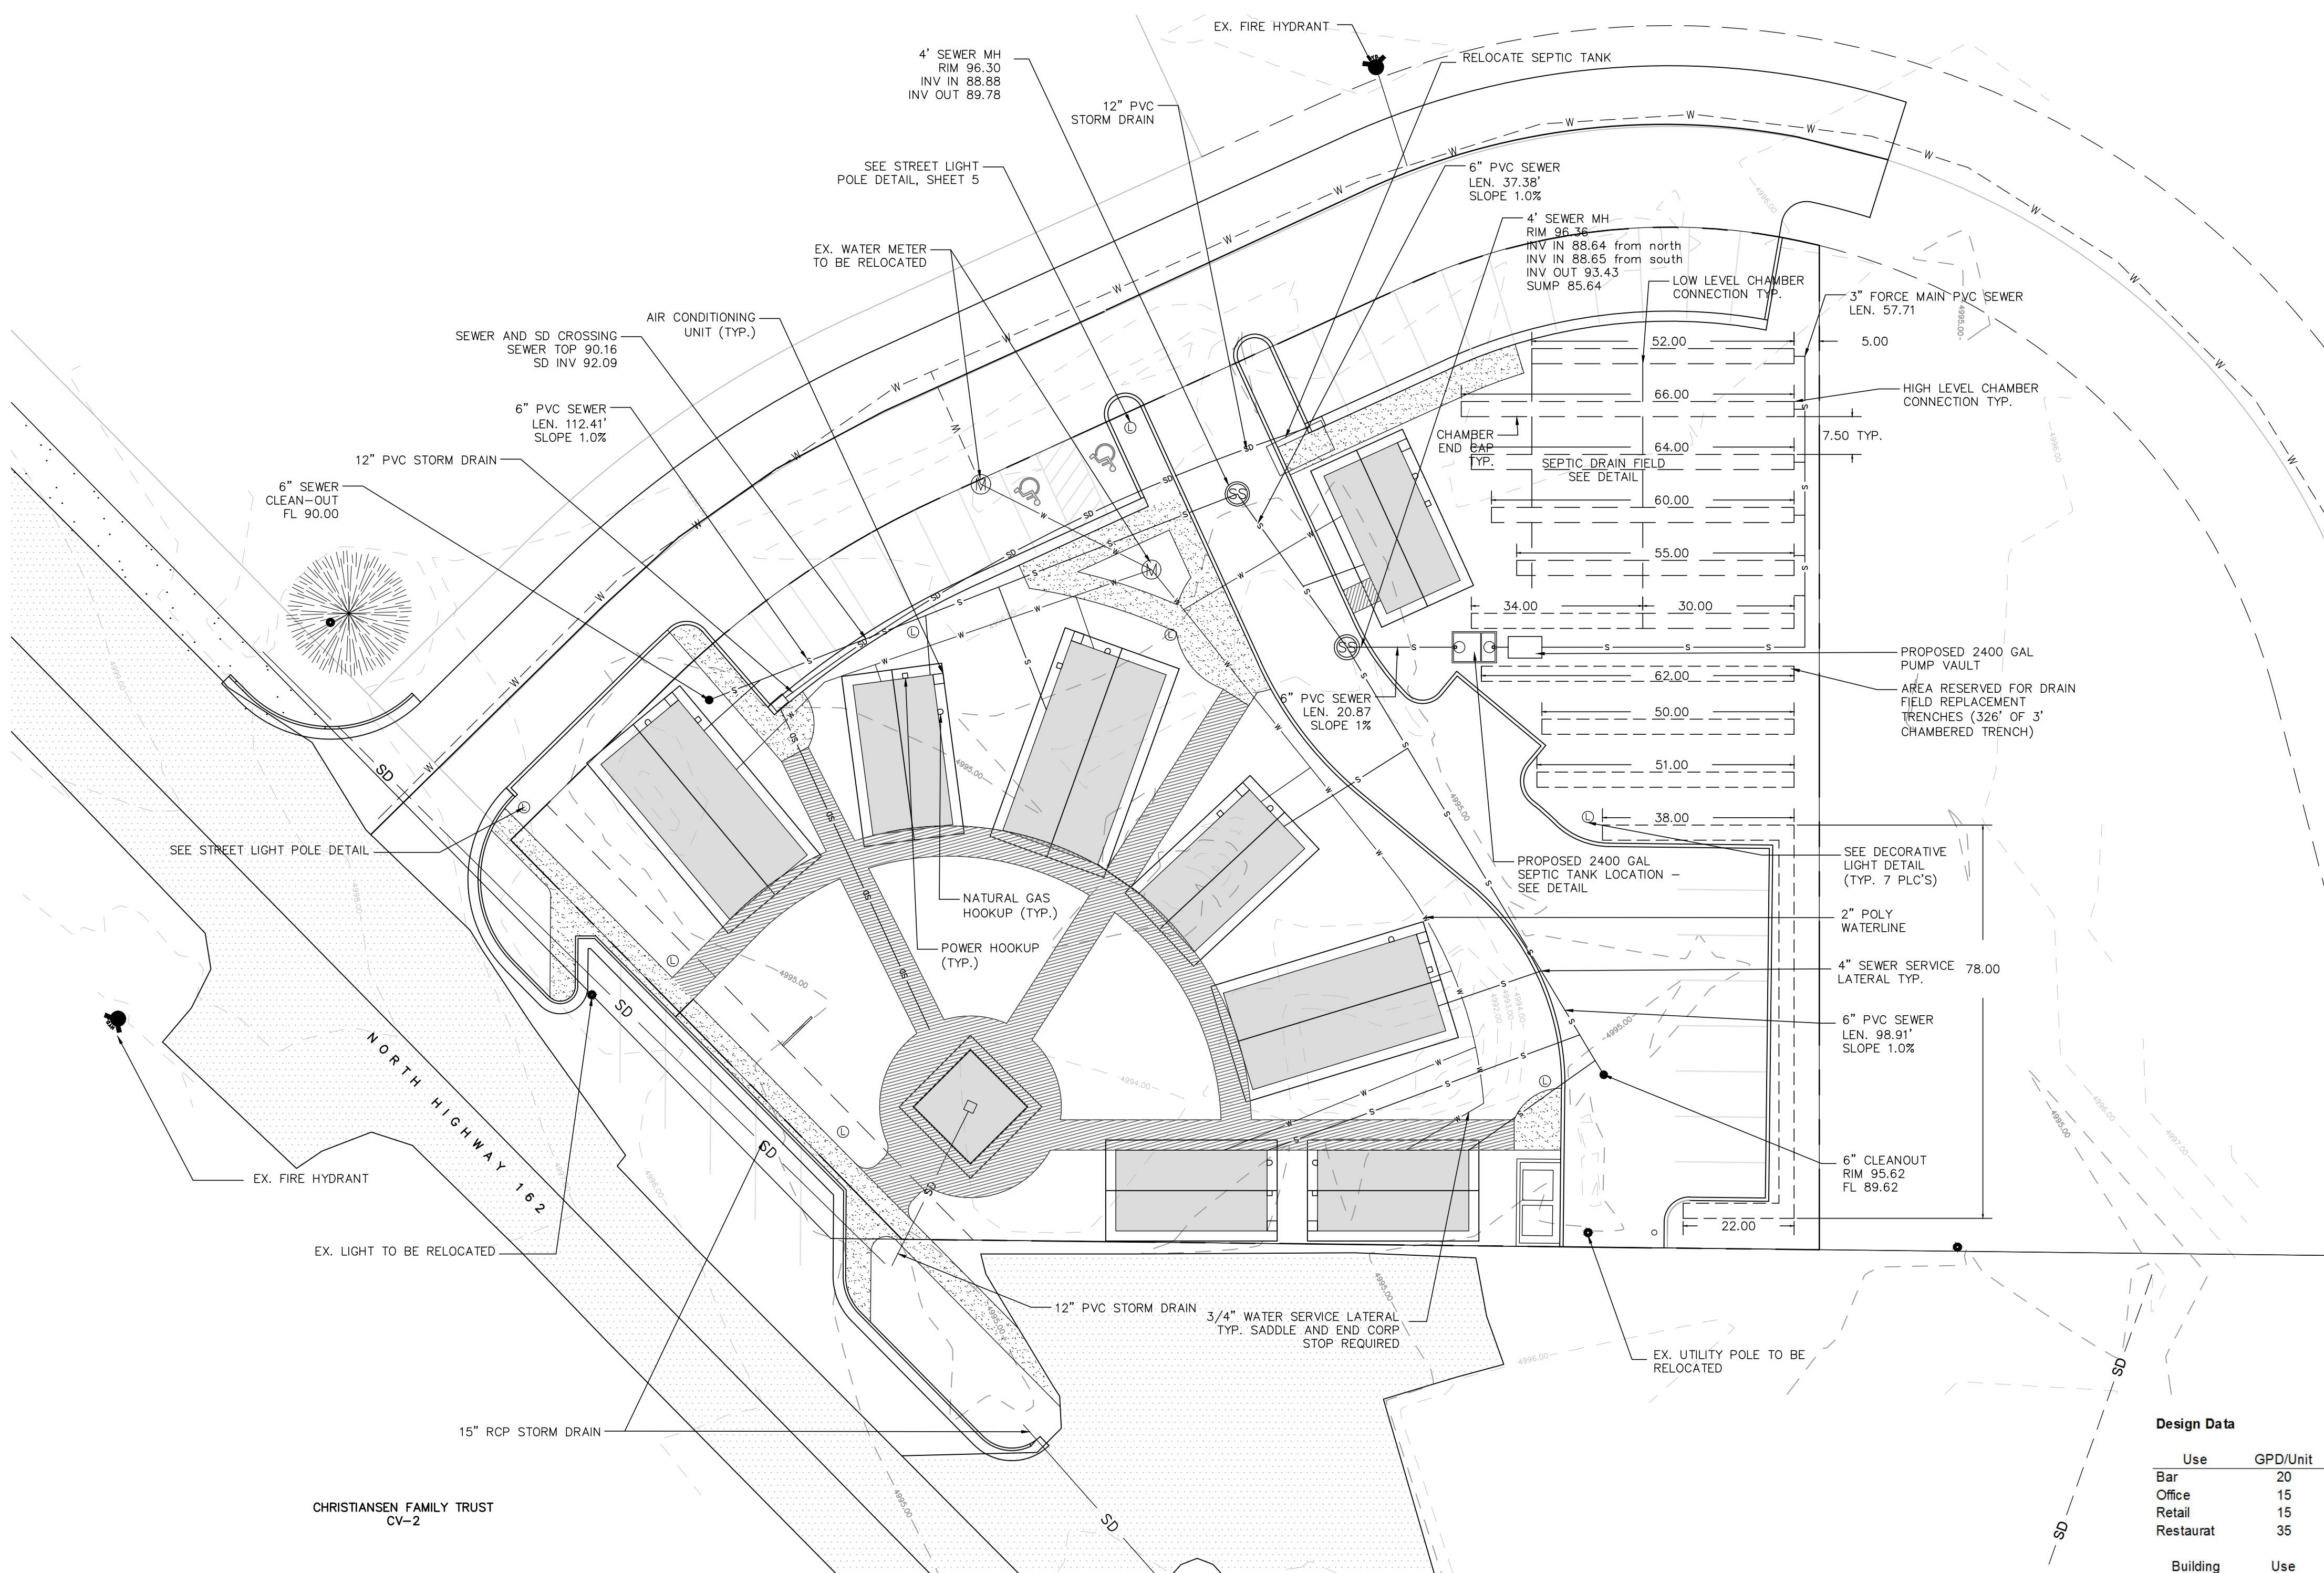 EX. FIRE HYDRANT
RELOCATE SEPTIC TANK
4' SEWER MH
RIM 96.30
INV IN 88.88
INV OUT 89.78
12" PVC
STORM DRAIN
SEE STREET LIGHT
POLE DETAIL, SHEET 5
6" PVC SEWER
LEN. 37.38'
SLOPE 1.0%
4' SEWER MH
RIM 96.36
INV IN 88.64 from north
INV IN 88.65 from south
INV OUT 93.43
SUMP 85.64
EX. WATER METER
TO BE RELOCATED
LOW LEVEL CHAMBER
CONNECTION TYP.
3" FORCE MAIN PVC SEWER
LEN. 57.71
AIR CONDITIONING
UNIT (TYP.)
SEWER AND SD CROSSING
SEWER TOP 90.16
SD INV 92.09
52.00
5.00
66.00
HIGH LEVEL CHAMBER
CONNECTION TYP.
6" PVC SEWER
LEN. 112.41'
SLOPE 1.0%
CHAMBER
END CAP
TYP.
7.50 TYP.
64.00
SEPTIC DRAIN FIELD
SEE DETAIL
12" PVC STORM DRAIN
6" SEWER
CLEAN-OUT
FL 90.00
60.00
55.00
34.00
30.00
PROPOSED 2400 GAL
PUMP VAULT
62.00
AREA RESERVED FOR DRAIN
FIELD REPLACEMENT
TRENCHES (326' OF 3'
CHAMBERED TRENCH)
6" PVC SEWER
LEN. 20.87
SLOPE 1%
50.00
51.00
38.00
SEE STREET LIGHT POLE DETAIL
SEE DECORATIVE
LIGHT DETAIL
(TYP. 7 PLC'S)
PROPOSED 2400 GAL
SEPTIC TANK LOCATION -
SEE DETAIL
NATURAL GAS
HOOKUP (TYP.)
2" POLY
WATERLINE
POWER HOOKUP
(TYP.)
4" SEWER SERVICE
LATERAL TYP.
78.00
6" PVC SEWER
LEN. 98.91'
SLOPE 1.0%
NORTH HIGHWAY 162
EX. FIRE HYDRANT
6" CLEANOUT
RIM 95.62
FL 89.62
22.00
EX. LIGHT TO BE RELOCATED
12" PVC STORM DRAIN
3/4" WATER SERVICE LATERAL
TYP. SADDLE AND END CORP
STOP REQUIRED
EX. UTILITY POLE TO BE
RELOCATED
15" RCP STORM DRAIN
CHRISTIANSEN FAMILY TRUST
CV-2
Design Data
Use GPD/Unit
Bar 20
Office 15
Retail 15
Restaurat 35
Building Use